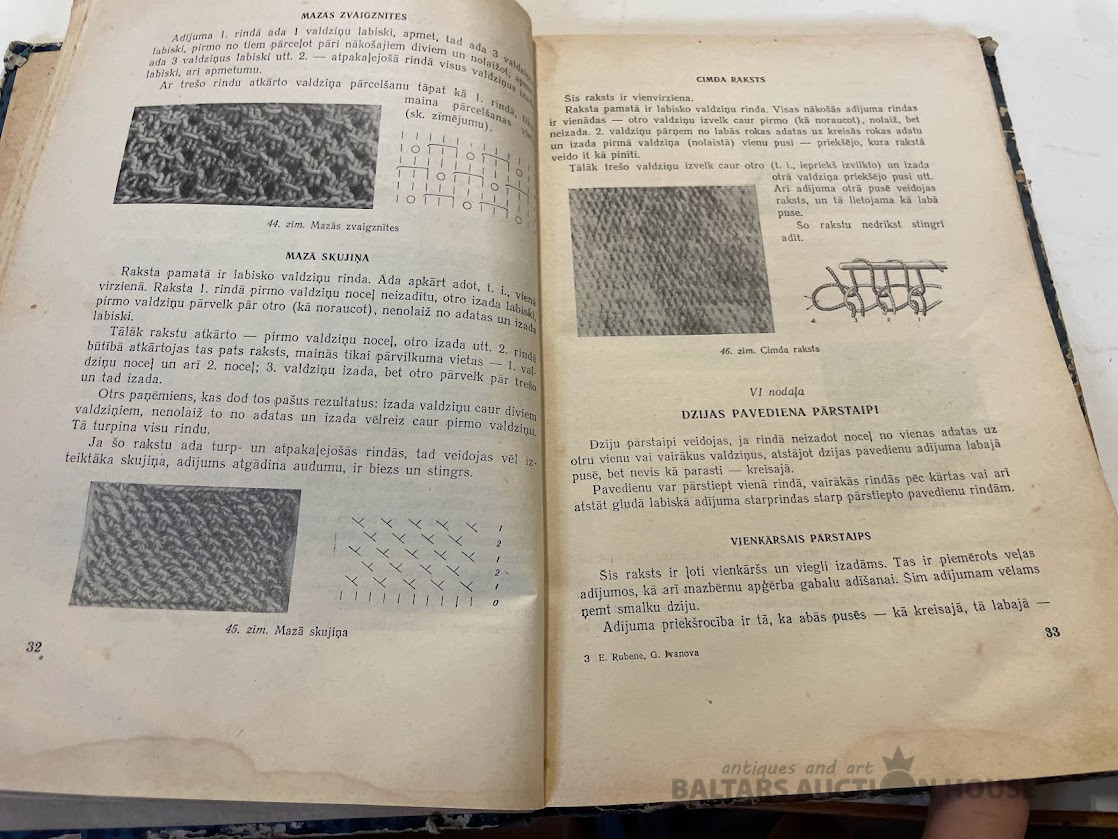 MAZĀS ZVAIGZNĪTES
Adījuma 1. rindā ada 1 valdziņu labiski, apmet, tad ada 3 valdziņus
labiski, pirmo no tiem pārceļot pāri nākošajiem diviem un nolaižot; apmet,
ada 3 valdziņus labiski utt. 2. — atpakaļejošā rindā visus valdziņus izada
labiski, arī apmetumu.
Ar trešo rindu atkārto valdziņa pārcelšanu tāpat kā 1. rindā, tikai
maina pārcelšanas
(sk. zīmējumu).
44. zīm. Mazās zvaigznītes
MAZĀ SKUJIŅA
Raksta pamatā ir labisko valdziņu rinda. Ada apkārt adot, t. i., vienā
virzienā. Raksta 1. rindā pirmo valdziņu noceļ neizadītu, otro izada labiski,
pirmo valdziņu pārvelk pār otro (kā noraucot), nenolaiž no adatas un izada
labiski.
Tālāk rakstu atkārto — pirmo valdziņu noceļ, otro izada utt. 2. rindā
būtībā atkārtojas tas pats raksts, mainās tikai pārvilkuma vietas — 1. val-
dziņu noceļ un arī 2. noceļ; 3. valdziņu izada, bet otro pārvelk pār trešo
un tad izada.
Otrs paņēmiens, kas dod tos pašus rezultātus: izada valdziņu caur diviem
valdziņiem, nenolaiž to no adatas un izada vēlreiz caur pirmo valdziņu.
Tā turpina visu rindu.
Ja šo rakstu ada turp- un atpakaļejošās rindās, tad veidojas vēl iz-
teiktāka skujiņa, adījums atgādina audumu, ir biezs un stingrs.
1
2
1
2
1
0
45. zīm. Mazā skujiņa
32
CIMDA RAKSTS
Šis raksts ir vienvirziena.
Raksta pamatā ir labisko valdziņu rinda. Visas nākošās adījuma rindas
ir vienādas — otro valdziņu izvelk caur pirmo (kā noraucot), nolaiž, bet
neizada. 2. valdziņu pārņem no labās rokas adatas uz kreisās rokas adatu
un izada pirmā valdziņa (nolaistā) vienu pusi — priekšējo, kura rakstā
veido it kā pinīti.
Tālāk trešo valdziņu izvelk caur otro (t. i., iepriekš izvilkto) un izada
otrā valdziņa priekšējo pusi utt.
Arī adījuma otrā pusē veidojas
raksts, un tā lietojama kā labā
puse.
Šo rakstu nedrīkst stingri
adīt.
46. zīm. Cimda raksts
VI nodaļa
DZIJAS PAVEDIENA PĀRSTAIPI
Dziju pārstaipi veidojas, ja rindā neizadot noceļ no vienas adatas uz
otru vienu vai vairākus valdziņus, atstājot dzijas pavedienu adījuma labajā
pusē, bet nevis kā parasti — kreisajā.
Pavedienu var pārstiept vienā rindā, vairākās rindās pēc kārtas vai arī
atstāt gludā labiskā adījuma starprindas starp pārstiepto pavedienu rindām.
VIENKĀRŠAIS PĀRSTAIPS
Šis raksts ir ļoti vienkāršs un viegli izadāms. Tas ir piemērots veļas
adījumos, kā arī mazbērnu apģērba gabalu adīšanai. Šim adījumam vēlams
ņemt smalku dziju.
Adījuma priekšrocība ir tā, ka abās pusēs — kā kreisajā, tā labajā —
3 E. Rubene, G. Ivanova
33
antiques and art
BALTARS AUCTION HOUSE